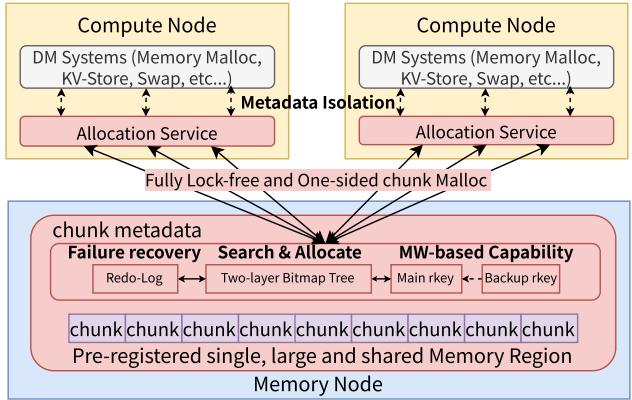 Compute Node
DM Systems (Memory Malloc,
KV-Store, Swap, etc...)
Allocation Service
Compute Node
DM Systems (Memory Malloc,
KV-Store, Swap, etc...)
Allocation Service
Metadata Isolation
Fully Lock-free and One-sided chunk Malloc
chunk metadata
Failure recovery Search & Allocate MW-based Capability
Redo-Log Two-layer Bitmap Tree Main rkey Backup rkey
chunk chunk chunk chunk chunk chunk chunk chunk chunk
Pre-registered single, large and shared Memory Region
Memory Node